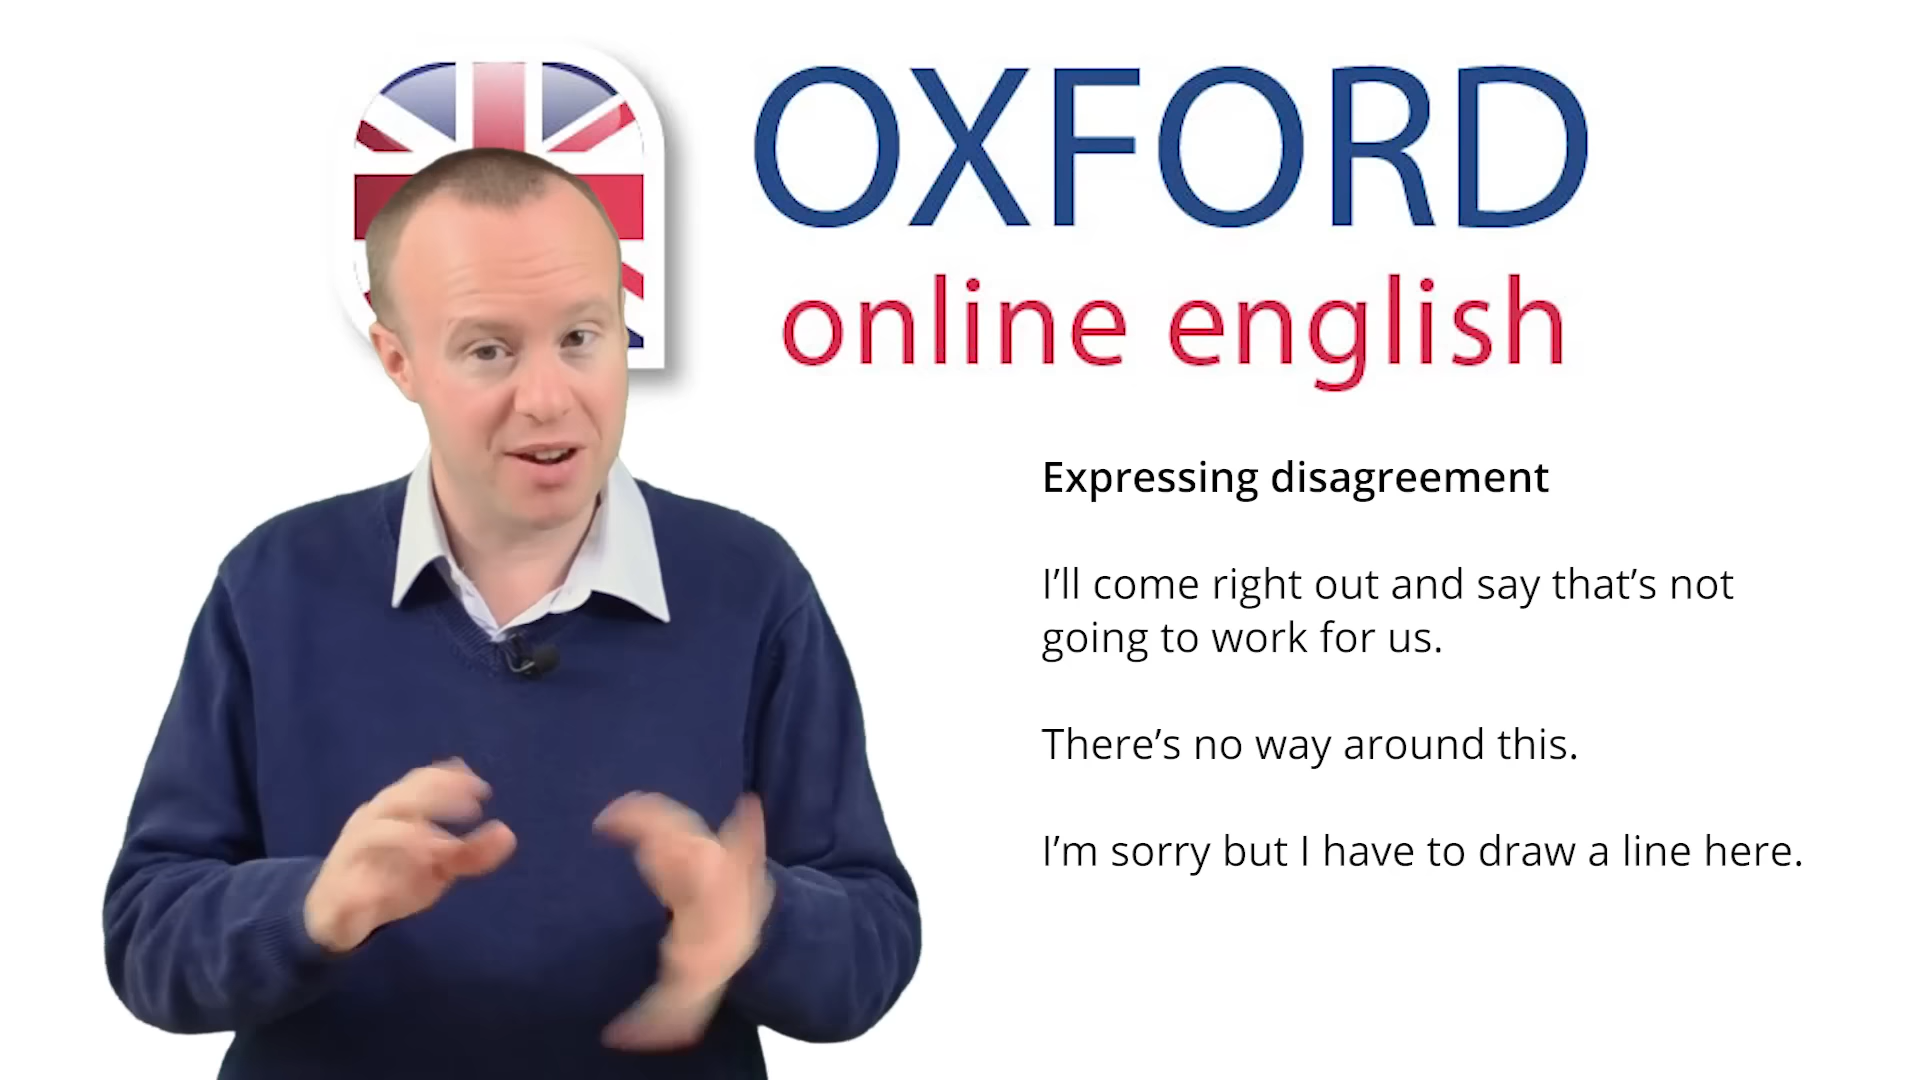 OXFORD
online english
Expressing disagreement
I’ll come right out and say that’s not
going to work for us.
There’s no way around this.
I’m sorry but I have to draw a line here.